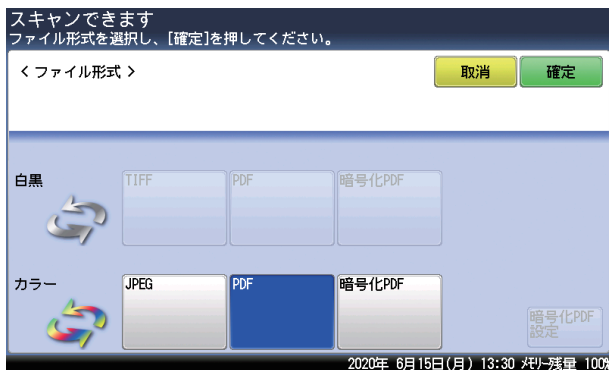 スキャンできます
ファイル形式を選択し、[確定]を押してください。
< ファイル形式 >
取消
確定
白黒
TIFF
PDF
暗号化PDF
カラー
JPEG
PDF
暗号化PDF
暗号化PDF
設定
2020年 6月15日(月) 13:30 ﾒﾓﾘｰ残量 100%